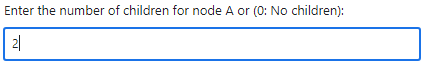 Enter the number of children for node A or (0: No children):
2